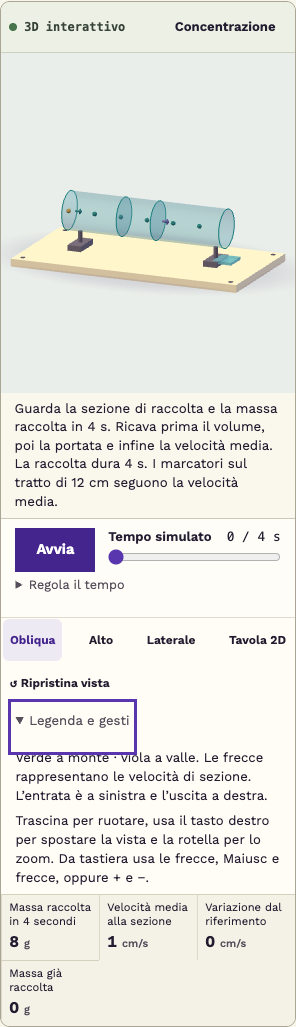 3D interattivo Concentrazione
Guarda la sezione di raccolta e la massa
raccolta in 4 s. Ricava prima il volume,
poi la portata e infine la velocità media.
La raccolta dura 4 s. I marcatori sul
tratto di 12 cm seguono la velocità
media.
Avvia
Tempo simulato 0 / 4 s
▶ Regola il tempo
Obliqua Alto Laterale Tavola 2D
↺ Ripristina vista
▼ Legenda e gesti
Verde a monte · viola a valle. Le frecce
rappresentano le velocità di sezione.
L’entrata è a sinistra e l’uscita a destra.
Trascina per ruotare, usa il tasto destro
per spostare la vista e la rotella per lo
zoom. Da tastiera usa le frecce, Maiusc e
frecce, oppure + e −.
Massa raccolta
in 4 secondi
8 g
Velocità media
alla sezione
1 cm/s
Variazione dal
riferimento
0 cm/s
Massa già
raccolta
0 g